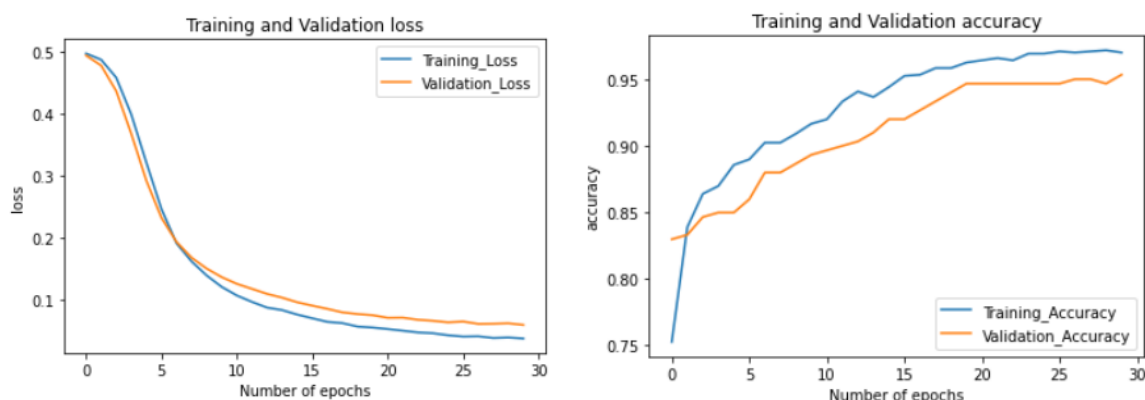 Training and Validation loss
0.5
0.4
0.3
0.2
0.1
loss
Training_Loss
Validation_Loss
0 5 10 15 20 25 30
Number of epochs
Training and Validation accuracy
0.95
0.90
0.85
0.80
0.75
accuracy
Training_Accuracy
Validation_Accuracy
0 5 10 15 20 25 30
Number of epochs